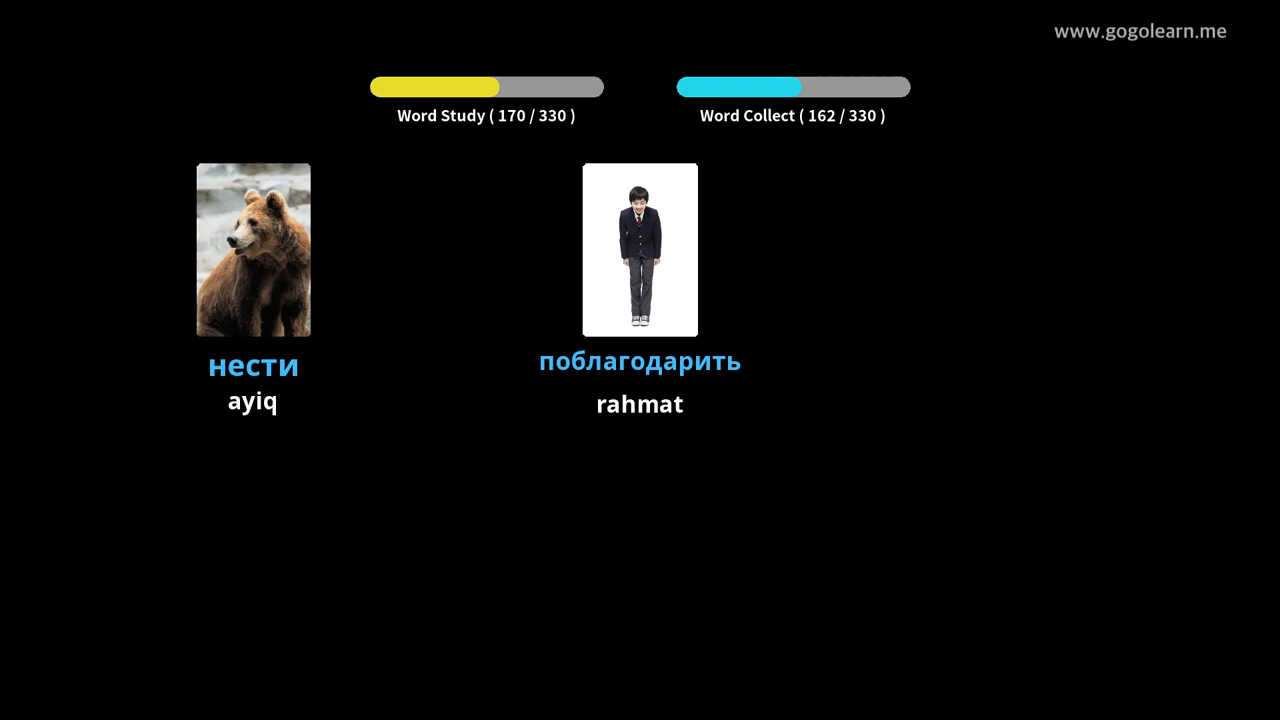 www.gogolearn.me
Word Study ( 170 / 330 )
Word Collect ( 162 / 330 )
нести
ayiq
поблагодарить
rahmat